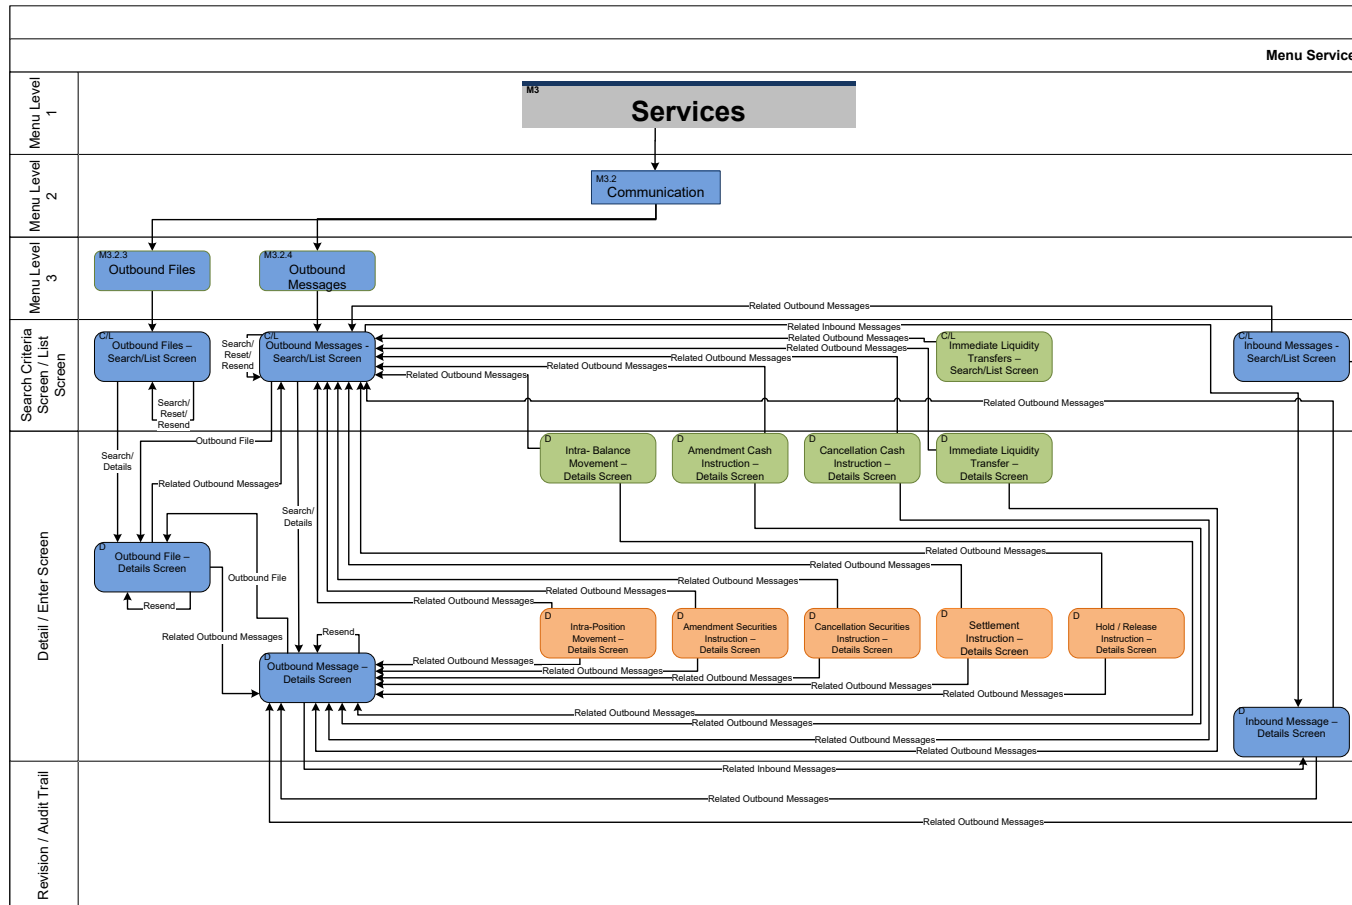 Menu Service
Menu Level
1
M3
Services
Menu Level
2
M3.2
Communication
Menu Level
3
M3.2.3
Outbound Files
M3.2.4
Outbound
Messages
Related Outbound Messages
Search Criteria
Screen / List
Screen
C/L
Outbound Files –
Search/List Screen
Search/
Reset/
Resend
C/L
Outbound Messages -
Search/List Screen
Related Inbound Messages
Related Outbound Messages
Related Outbound Messages
Related Outbound Messages
Related Outbound Messages
Related Outbound Messages
C/L
Immediate Liquidity
Transfers –
Search/List Screen
C/L
Inbound Messages -
Search/List Screen
Search/
Reset/
Resend
Related Outbound Messages
Detail / Enter Screen
Outbound File
Search/
Details
Related Outbound Messages
Search/
Details
D
Intra- Balance
Movement –
Details Screen
D
Amendment Cash
Instruction –
Details Screen
D
Cancellation Cash
Instruction –
Details Screen
D
Immediate Liquidity
Transfer –
Details Screen
D
Outbound File –
Details Screen
Outbound File
Resend
Related Outbound Messages
Related Outbound Messages
Related Outbound Messages
Related Outbound Messages
Related Outbound Messages
Related Outbound Messages
D
Intra-Position
Movement –
Details Screen
D
Amendment Securities
Instruction –
Details Screen
D
Cancellation Securities
Instruction –
Details Screen
D
Settlement
Instruction –
Details Screen
D
Hold / Release
Instruction –
Details Screen
Resend
D
Outbound Message –
Details Screen
Related Outbound Messages
Related Outbound Messages
Related Outbound Messages
Related Outbound Messages
Related Outbound Messages
Related Outbound Messages
Related Outbound Messages
Related Outbound Messages
Related Outbound Messages
D
Inbound Message –
Details Screen
Revision / Audit Trail
Related Inbound Messages
Related Outbound Messages
Related Outbound Messages